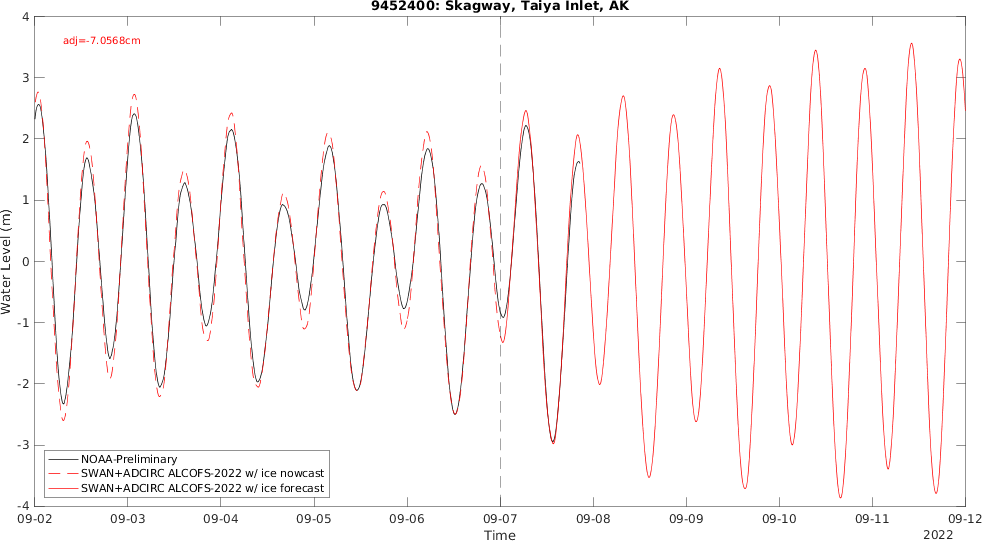 9452400: Skagway, Taiya Inlet, AK
adj=-7.0568cm
4
3
2
1
0
-1
-2
-3
-4
Water Level (m)
NOAA-Preliminary
SWAN+ADCIRC ALCOFS-2022 w/ ice nowcast
SWAN+ADCIRC ALCOFS-2022 w/ ice forecast
09-02 09-03 09-04 09-05 09-06 09-07 09-08 09-09 09-10 09-11 09-12
Time
2022